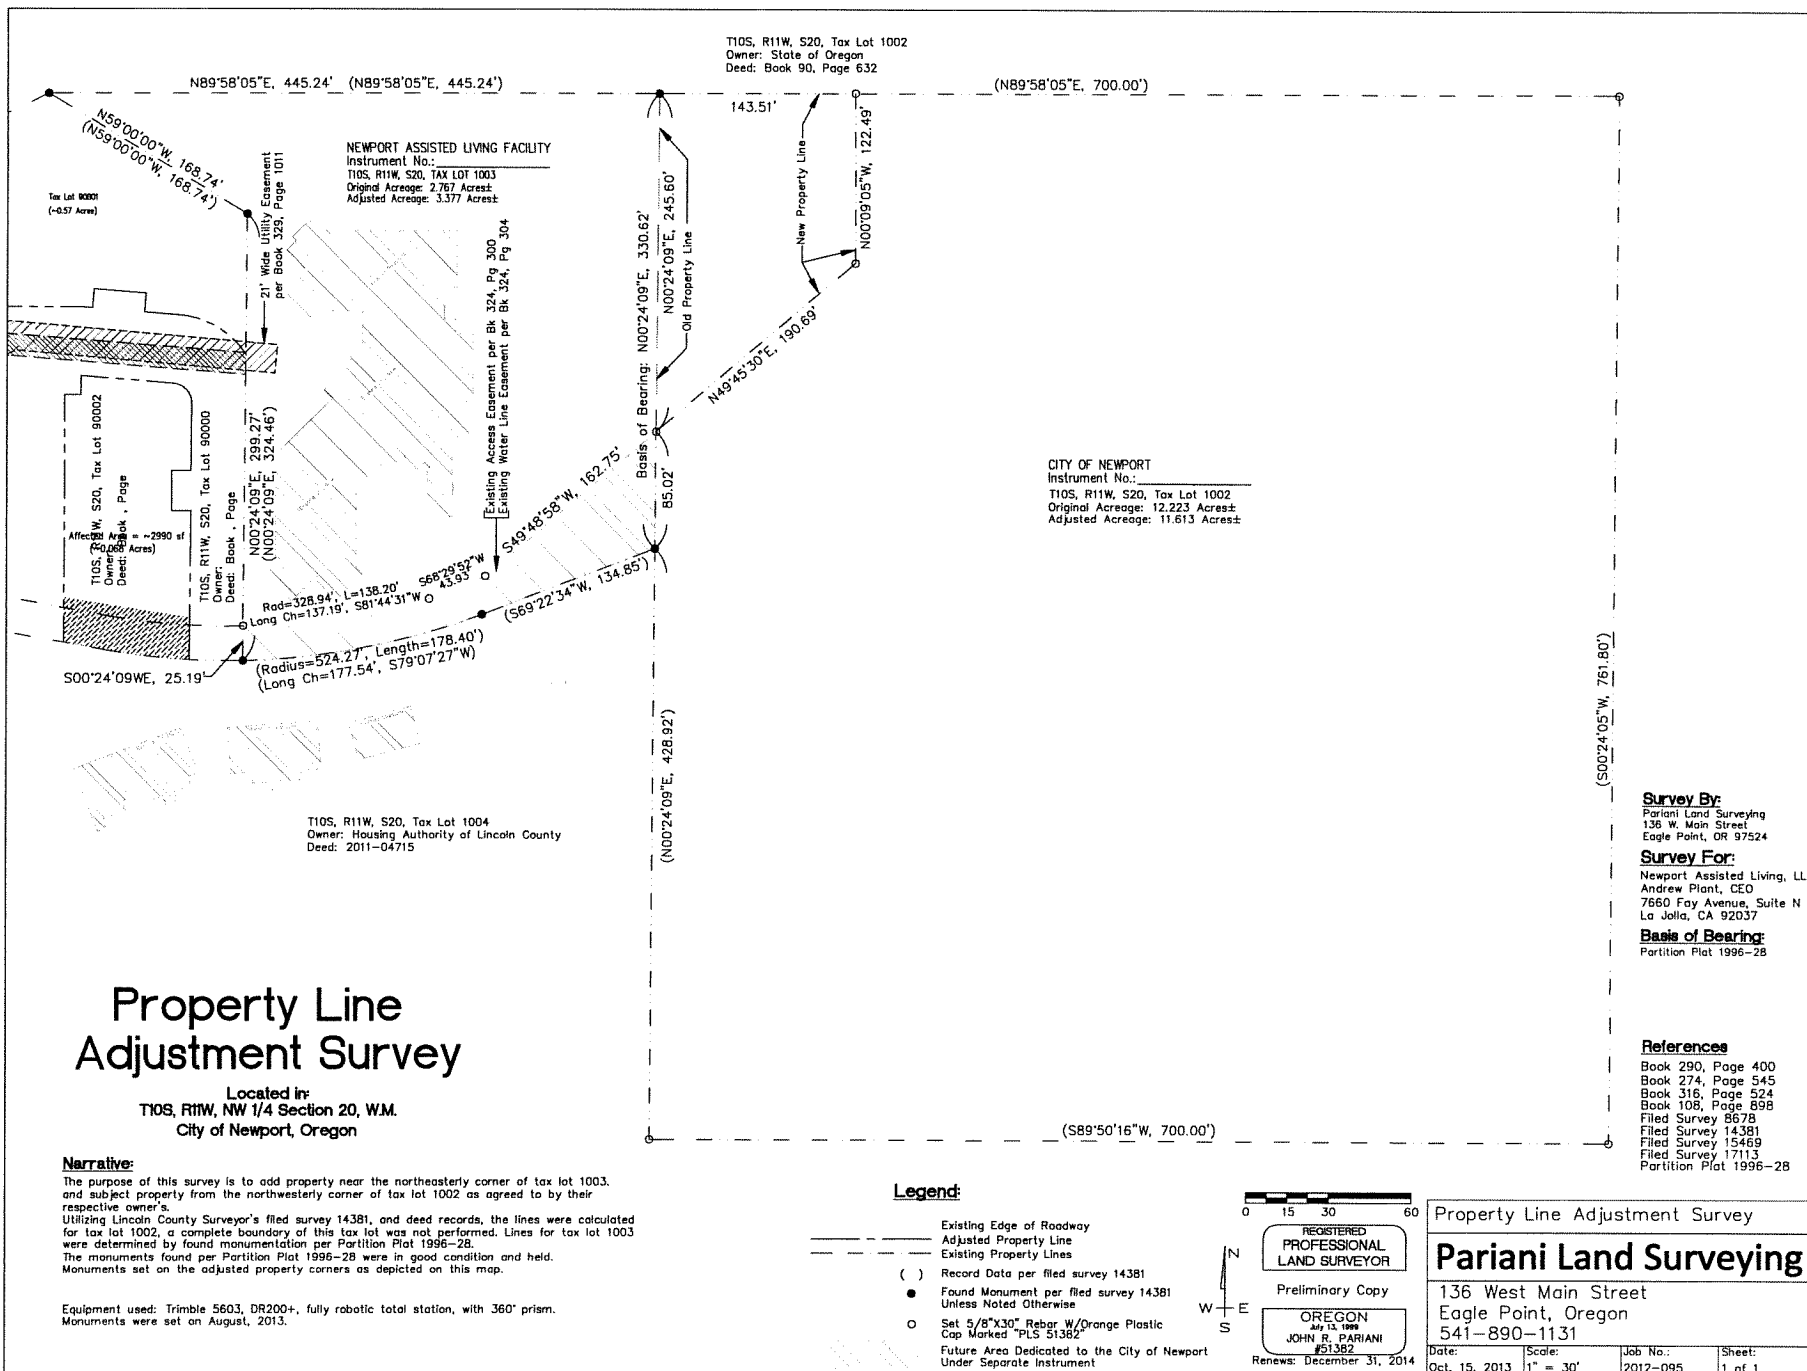 T10S, R11W, S20, Tax Lot 1002
Owner: State of Oregon
Deed: Book 90, Page 632
N89°58'05"E, 445.24' (N89°58'05"E, 445.24')
143.51'
(N89°58'05"E, 700.00')
N59°00'00"W, 168.74'
(N59°00'00"W, 168.74')
21' Wide Utility Easement
per Book 329, Page 1011
NEWPORT ASSISTED LIVING FACILITY
Instrument No.:
T10S, R11W, S20, TAX LOT 1003
Original Acreage: 2.767 Acres±
Adjusted Acreage: 3.377 Acres±
Tax Lot 90001
(~0.57 Acres)
Existing Access Easement per Bk 324, Pg 300
Existing Water Line Easement per Bk 324, Pg 304
Basis of Bearing: N00°24'09"E, 330.62'
N00°24'09"E, 245.60'
Old Property Line
New Property Line
N00°09'05"W, 122.49'
N49°45'30"E, 190.69'
85.02'
S49°48'58"W, 162.75'
CITY OF NEWPORT
Instrument No.:
T10S, R11W, S20, Tax Lot 1002
Original Acreage: 12.223 Acres±
Adjusted Acreage: 11.613 Acres±
T10S, R11W, S20, Tax Lot 90002
Owner:
Deed: Book , Page
Affected Area = ~2990 sf
(~0.068 Acres)
T10S, R11W, S20, Tax Lot 90000
Owner:
Deed: Book , Page
N00°24'09"E, 299.27'
(N00°24'09"E, 324.46')
S68°29'52"W
43.93'
Rad=328.94', L=138.20'
Long Ch=137.19', S81°44'31"W
(S69°22'34"W, 134.85')
(Radius=524.27', Length=178.40')
(Long Ch=177.54', S79°07'27"W)
S00°24'09WE, 25.19'
(N00°24'09"E, 428.92')
(S00°24'05"W, 761.80')
T10S, R11W, S20, Tax Lot 1004
Owner: Housing Authority of Lincoln County
Deed: 2011-04715
Survey By:
Pariani Land Surveying
136 W. Main Street
Eagle Point, OR 97524
Survey For:
Newport Assisted Living, LL
Andrew Plant, CEO
7660 Fay Avenue, Suite N
La Jolla, CA 92037
Basis of Bearing:
Partition Plat 1996-28
Property Line
Adjustment Survey
Located in:
T10S, R11W, NW 1/4 Section 20, W.M.
City of Newport, Oregon
References
Book 290, Page 400
Book 274, Page 545
Book 316, Page 524
Book 108, Page 898
Filed Survey 8678
Filed Survey 14381
Filed Survey 15469
Filed Survey 17113
Partition Plat 1996-28
(S89°50'16"W, 700.00')
Narrative:
The purpose of this survey is to add property near the northeasterly corner of tax lot 1003.
and subject property from the northwesterly corner of tax lot 1002 as agreed to by their
respective owner's.
Utilizing Lincoln County Surveyor's filed survey 14381, and deed records, the lines were calculated
for tax lot 1002, a complete boundary of this tax lot was not performed. Lines for tax lot 1003
were determined by found monumentation per Partition Plat 1996-28.
The monuments found per Partition Plat 1996-28 were in good condition and held.
Monuments set on the adjusted property corners as depicted on this map.
Equipment used: Trimble 5603, DR200+, fully robotic total station, with 360° prism.
Monuments were set on August, 2013.
Legend:
Existing Edge of Roadway
Adjusted Property Line
Existing Property Lines
( ) Record Data per filed survey 14381
Found Monument per filed survey 14381
Unless Noted Otherwise
Set 5/8"X30" Rebar W/Orange Plastic
Cap Marked "PLS 51382"
Future Area Dedicated to the City of Newport
Under Separate Instrument
0 15 30 60
N
W E
S
REGISTERED
PROFESSIONAL
LAND SURVEYOR
Preliminary Copy
OREGON
July 13, 1999
JOHN R. PARIANI
#51382
Renews: December 31, 2014
Property Line Adjustment Survey
Pariani Land Surveying
136 West Main Street
Eagle Point, Oregon
541-890-1131
Date: Scale: Job No.: Sheet:
Oct. 15, 2013 1" = 30' 2012-095 1 of 1